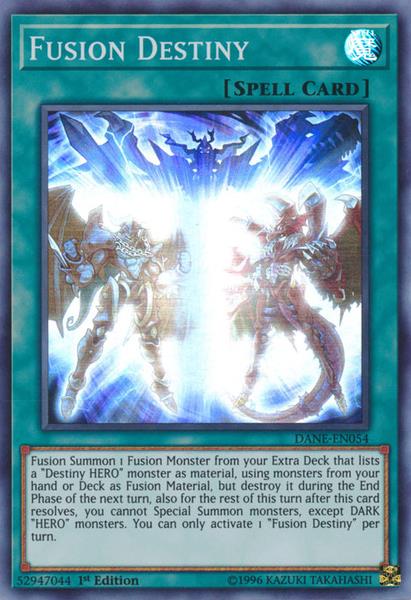 FUSION DESTINY
魔
[SPELL CARD]
DANE-EN054
Fusion Summon 1 Fusion Monster from your Extra Deck that lists
a "Destiny HERO" monster as material, using monsters from your
hand or Deck as Fusion Material, but destroy it during the End
Phase of the next turn, also for the rest of this turn after this card
resolves, you cannot Special Summon monsters, except DARK
"HERO" monsters. You can only activate 1 "Fusion Destiny" per
turn.
52947044 1st Edition ©1996 KAZUKI TAKAHASHI